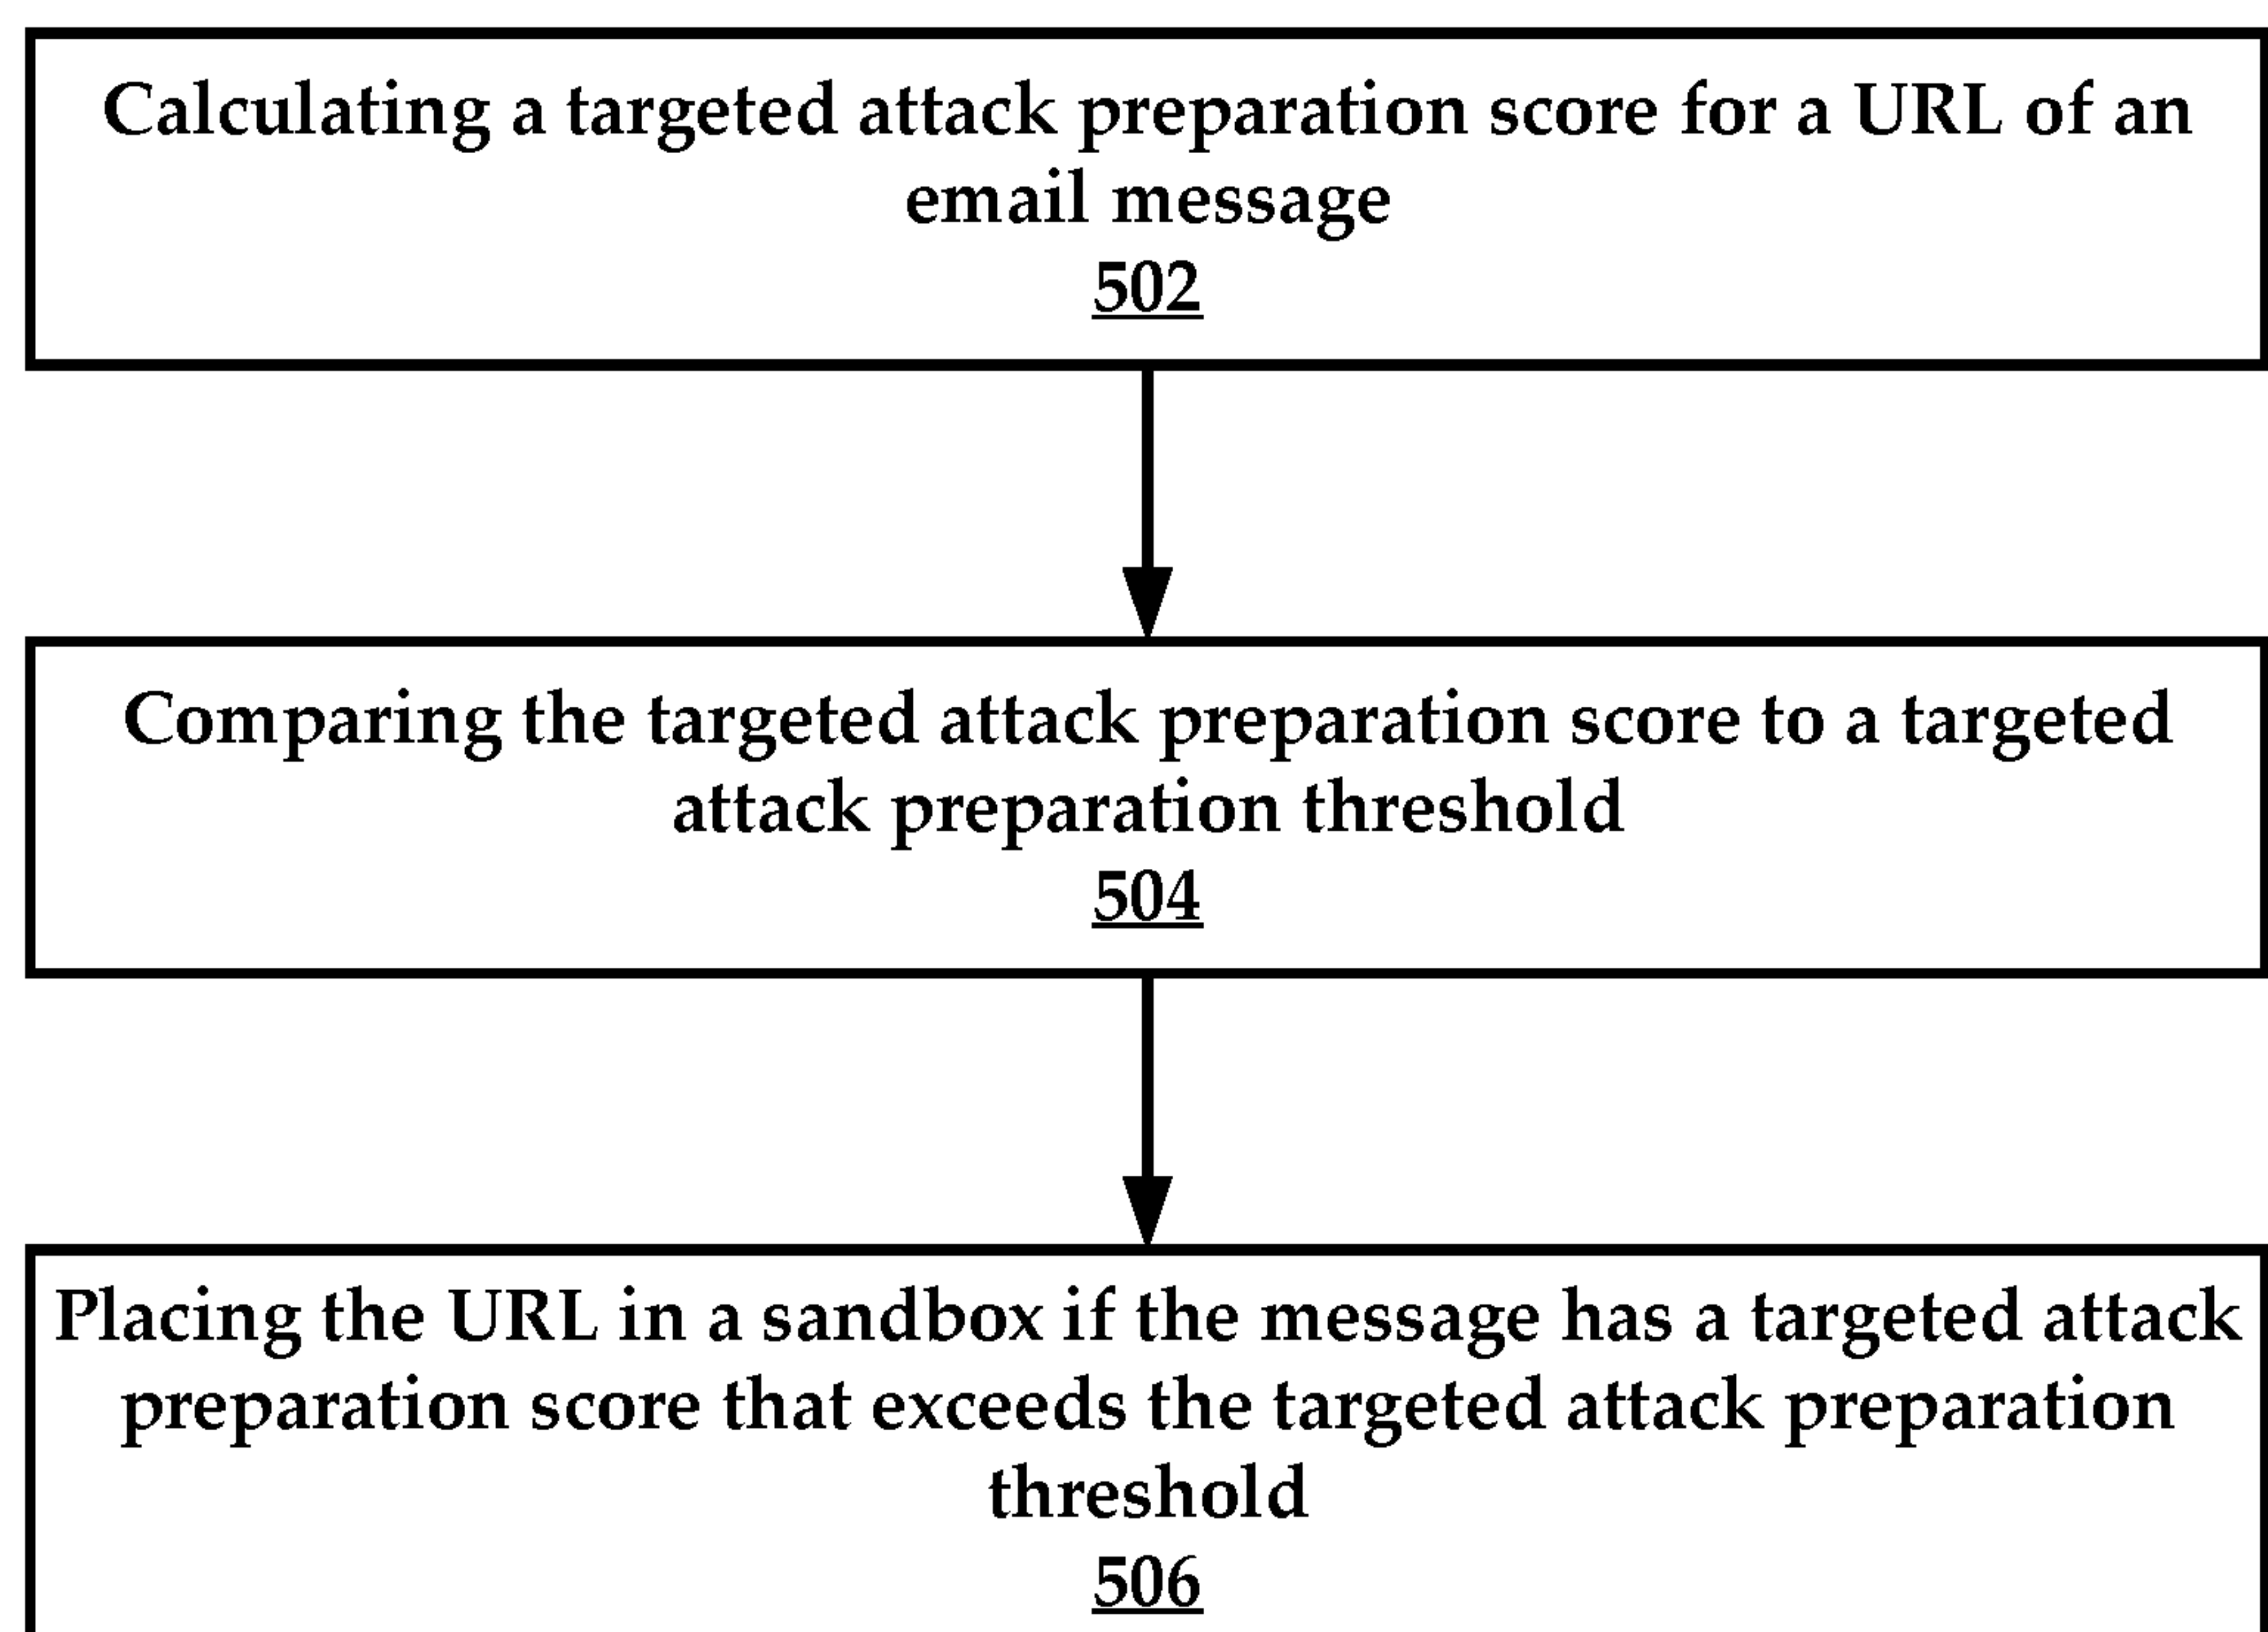 Calculating a targeted attack preparation score for a URL of an
email message
502
Comparing the targeted attack preparation score to a targeted
attack preparation threshold
504
Placing the URL in a sandbox if the message has a targeted attack
preparation score that exceeds the targeted attack preparation
threshold
506